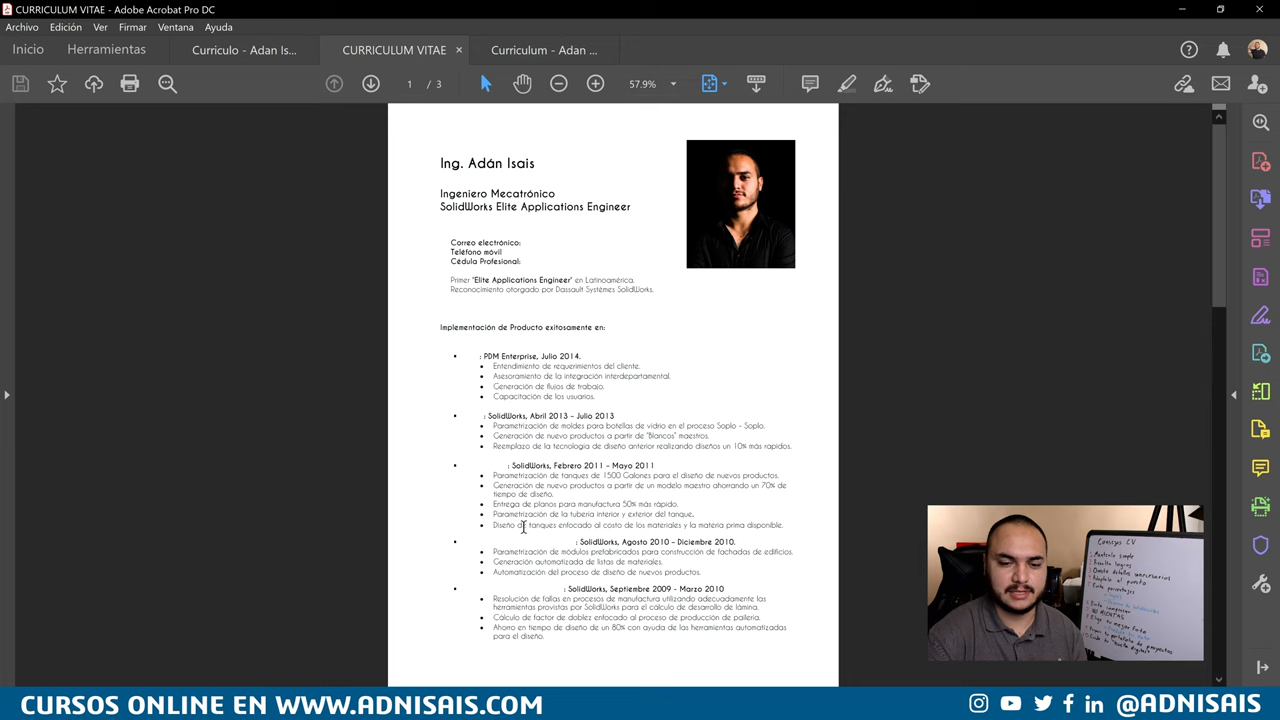 CURRICULUM VITAE - Adobe Acrobat Pro DC
Archivo Edición Ver Firmar Ventana Ayuda
Inicio Herramientas Curriculo - Adan Is... CURRICULUM VITAE × Curriculum - Adan ...
1 / 3 57.9%
Ing. Adán Isais
Ingeniero Mecatrónico
SolidWorks Elite Applications Engineer
Correo electrónico:
Teléfono móvil
Cédula Profesional:
Primer "Elite Applications Engineer" en Latinoamérica.
Reconocimiento otorgado por Dassault Systèmes SolidWorks.
Implementación de Producto exitosamente en:
: PDM Enterprise, Julio 2014.
Entendimiento de requerimientos del cliente.
Asesoramiento de la integración interdepartamental.
Generación de flujos de trabajo.
Capacitación de los usuarios.
: SolidWorks, Abril 2013 – Julio 2013
Parametrización de moldes para botellas de vidrio en el proceso Soplo - Soplo.
Generación de nuevo productos a partir de "Blancos" maestros.
Reemplazo de la tecnología de diseño anterior realizando diseños un 10% más rapidos.
: SolidWorks, Febrero 2011 – Mayo 2011
Parametrización de tanques de 1500 Galones para el diseño de nuevos productos.
Generación de nuevo productos a partir de un modelo maestro ahorrando un 70% de
tiempo de diseño.
Entrega de planos para manufactura 50% más rápido.
Parametrización de la tubería interior y exterior del tanque.
Diseño de tanques enfocado al costo de los materiales y la materia prima disponible.
: SolidWorks, Agosto 2010 – Diciembre 2010.
Parametrización de módulos prefabricados para construcción de fachadas de edificios.
Generación automatizada de listas de materiales.
Automatización del proceso de diseño de nuevos productos.
SolidWorks, Septiembre 2009 - Marzo 2010
Resolución de fallas en procesos de manufactura utilizando adecuadamente las
herramientas provistas por SolidWorks para el cálculo de desarrollo de lámina.
Cálculo de factor de doblez enfocado al proceso de producción de pailería.
Ahorro en tiempo de diseño de un 80% con ayuda de las herramientas automatizadas
para el diseño.
Consejos CV
CURSOS ONLINE EN WWW.ADNISAIS.COM
@ADNISAIS